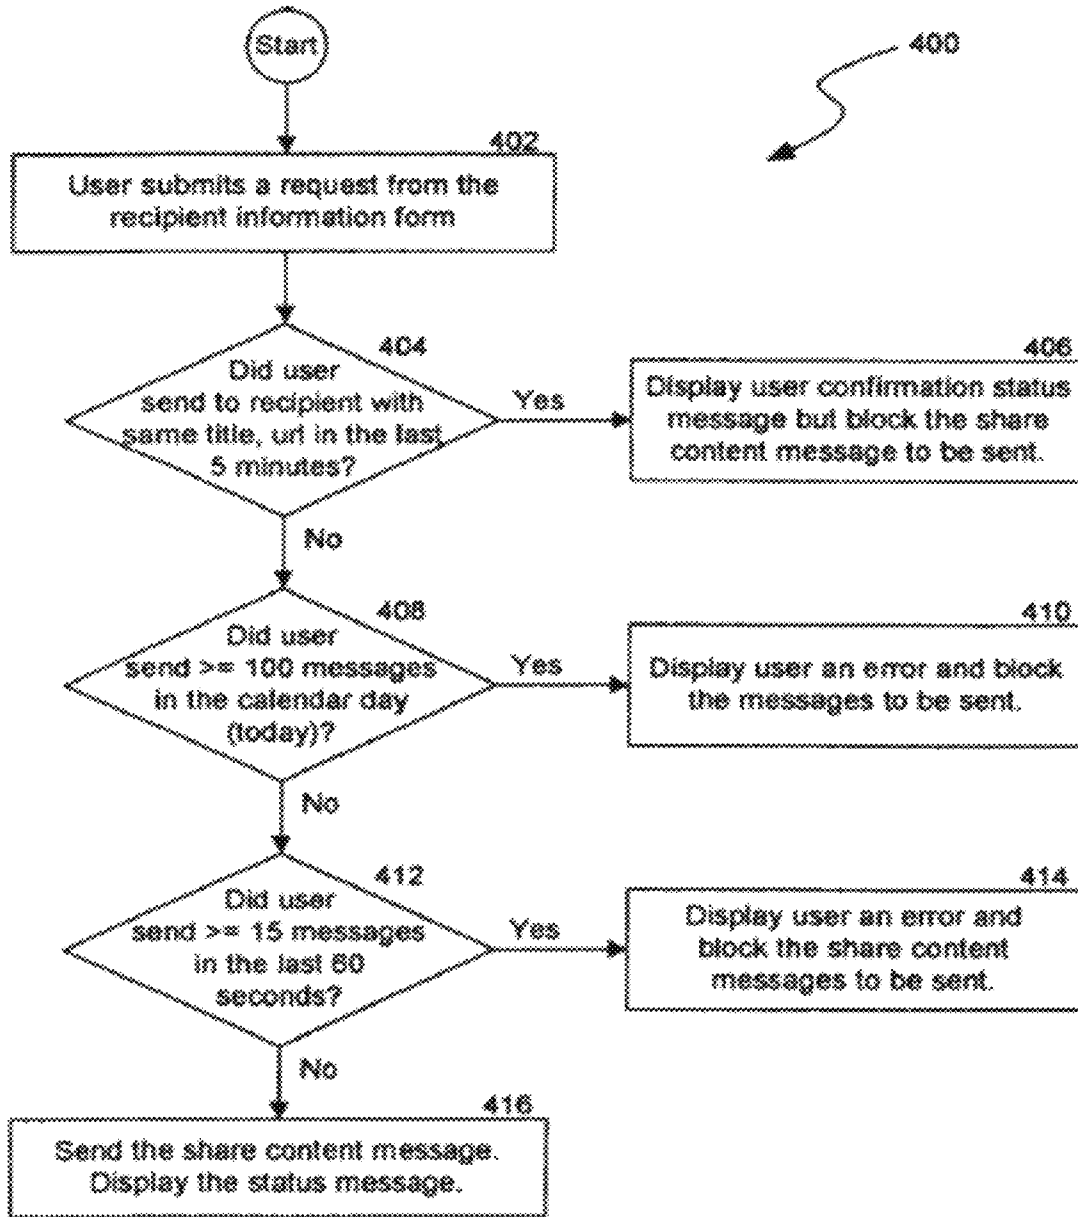 Start
400
402
User submits a request from the
recipient information form
404
Did user
send to recipient with
same title, url in the last
5 minutes?
Yes
406
Display user confirmation status
message but block the share
content message to be sent.
No
408
Did user
send >= 100 messages
in the calendar day
(today)?
Yes
410
Display user an error and block
the messages to be sent.
No
412
Did user
send >= 15 messages
in the last 60
seconds?
Yes
414
Display user an error and
block the share content
messages to be sent.
No
416
Send the share content message.
Display the status message.